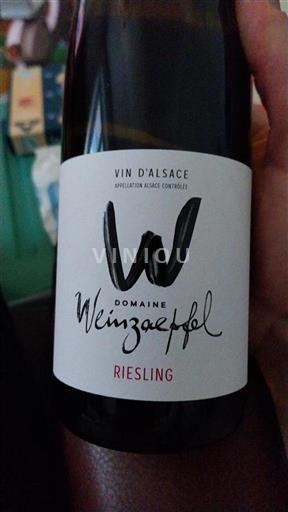 VIN D'ALSACE
APPELLATION ALSACE CONTRÔLÉE
W
VINIOU
DOMAINE
Weinzaepfel
RIESLING